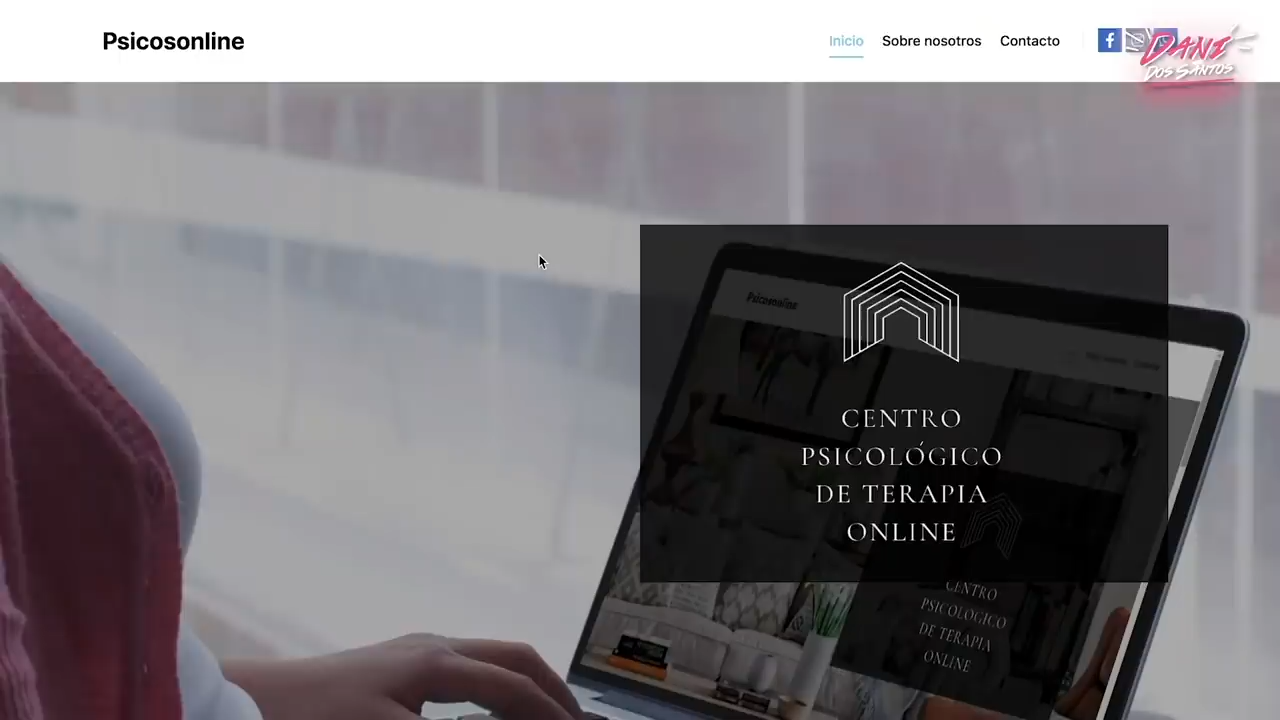 Psicosonline
Inicio
Sobre nosotros
Contacto
DANI
DOS SANTOS
Psicosonline
CENTRO
PSICOLÓGICO
DE TERAPIA
ONLINE
CENTRO
PSICOLÓGICO
DE TERAPIA
ONLINE